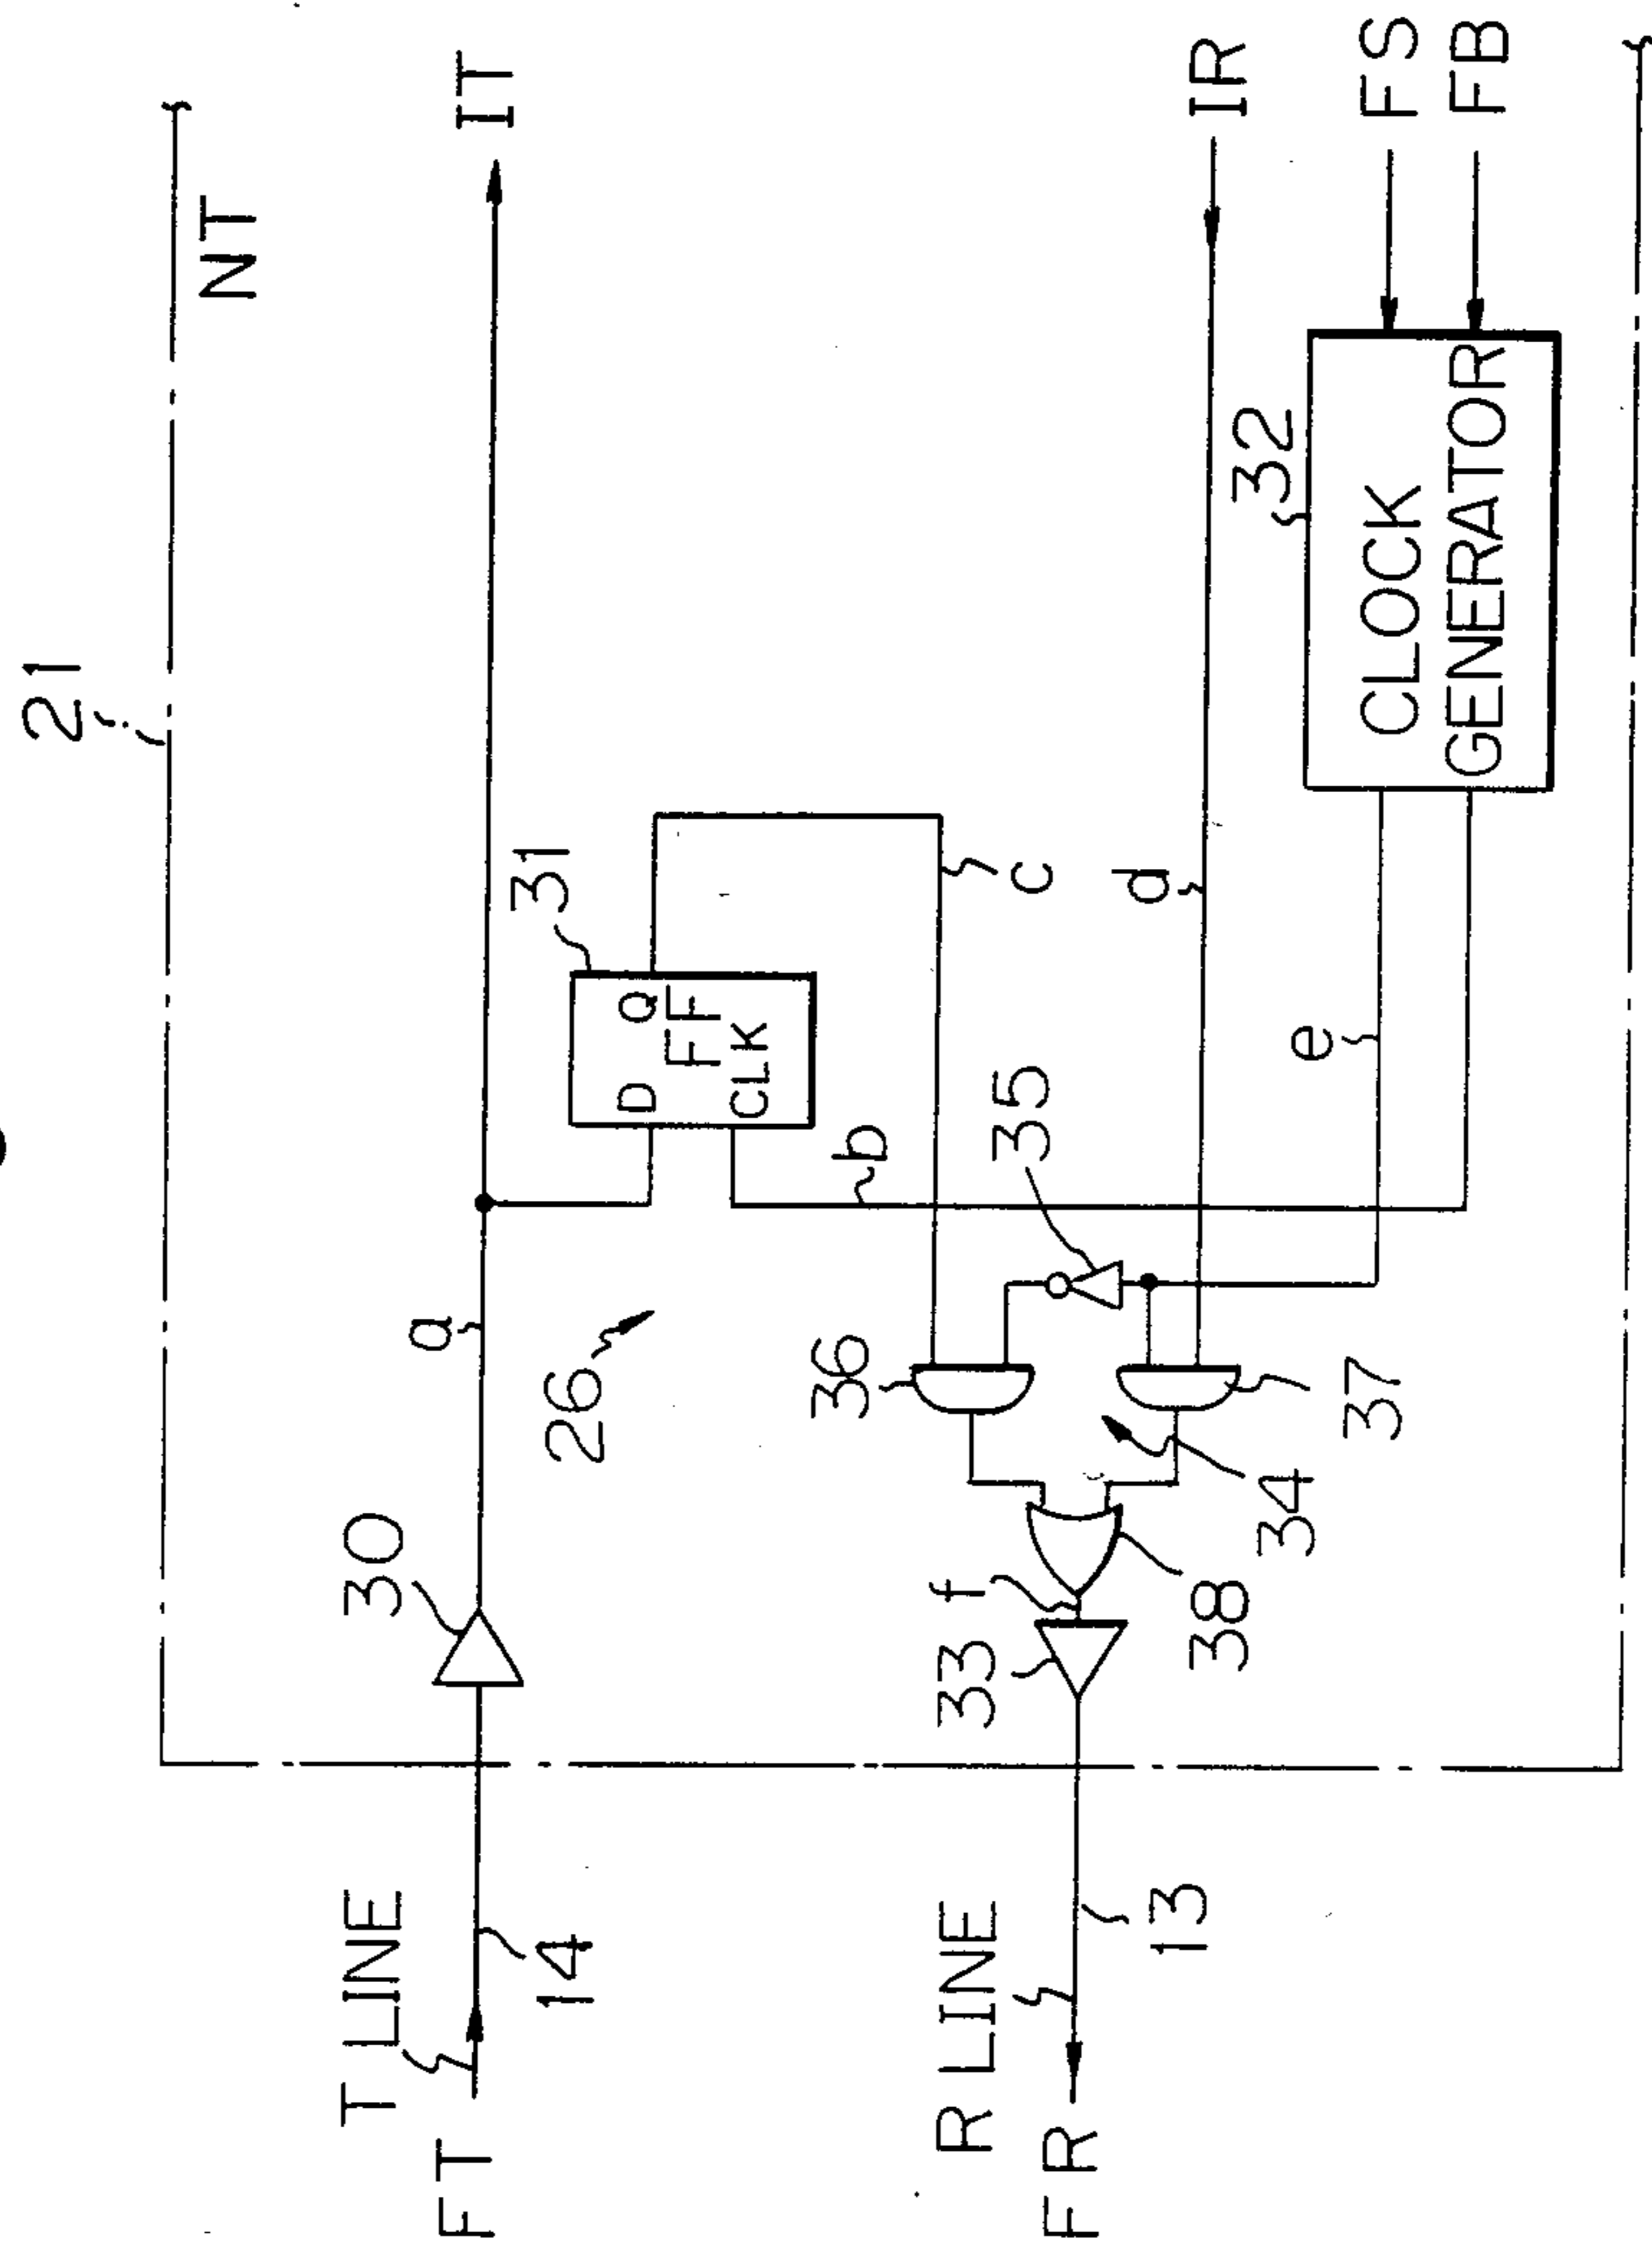 21
NT
FT
T LINE
14
30
a
IT
31
D Q
FF
CLK
26
b
c
36
35
d
IR
FR
R LINE
13
33
f
38
34
37
e
32
CLOCK
GENERATOR
FS
FB